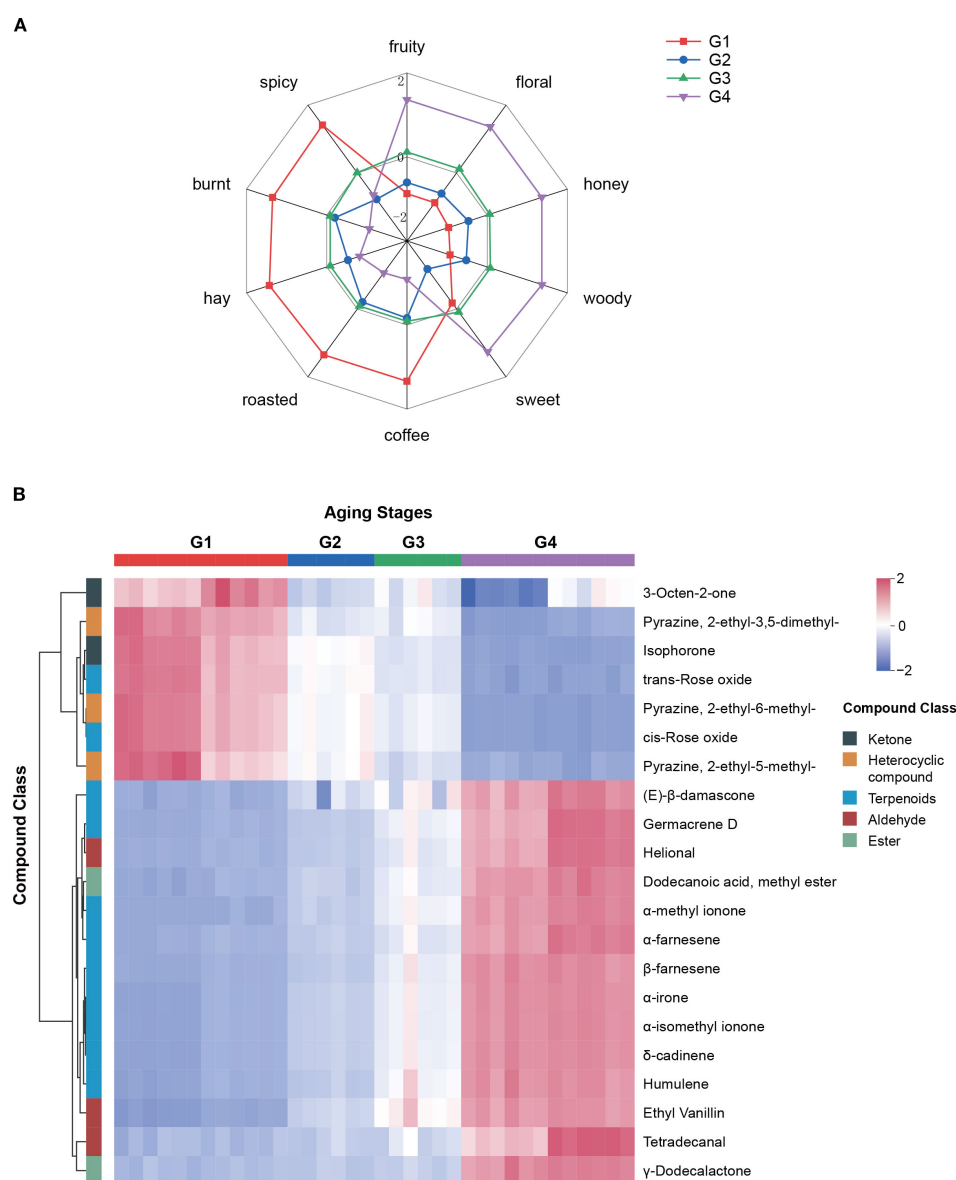 A
fruity
floral
honey
woody
sweet
coffee
roasted
hay
burnt
spicy
2
0
-2
G1
G2
G3
G4
B
Aging Stages
G1 G2 G3 G4
Compound Class
3-Octen-2-one
Pyrazine, 2-ethyl-3,5-dimethyl-
Isophorone
trans-Rose oxide
Pyrazine, 2-ethyl-6-methyl-
cis-Rose oxide
Pyrazine, 2-ethyl-5-methyl-
(E)-β-damascone
Germacrene D
Helional
Dodecanoic acid, methyl ester
α-methyl ionone
α-farnesene
β-farnesene
α-irone
α-isomethyl ionone
δ-cadinene
Humulene
Ethyl Vanillin
Tetradecanal
γ-Dodecalactone
2
0
−2
Compound Class
Ketone
Heterocyclic
compound
Terpenoids
Aldehyde
Ester